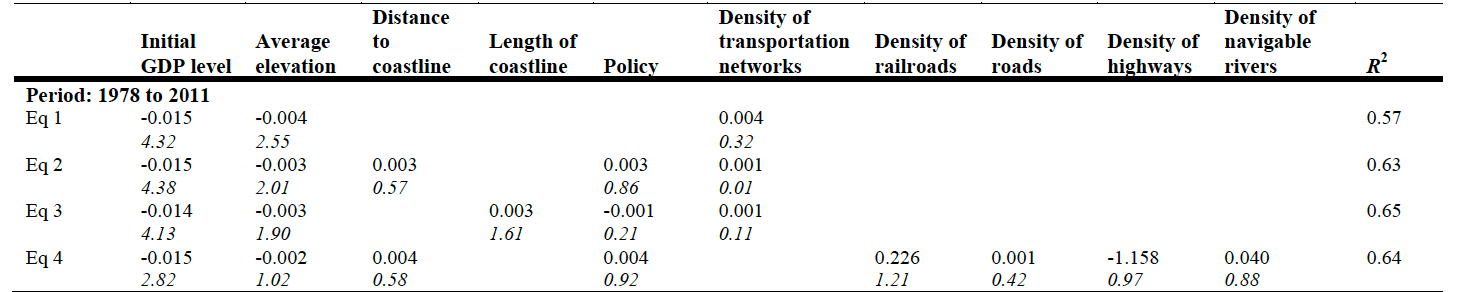 Initial GDP level Average elevation Distance to coastline Length of coastline Policy Density of transportation networks Density of railroads Density of roads Density of highways Density of navigable rivers R²
Period: 1978 to 2011
Eq 1 -0.015 -0.004 0.004 0.57
4.32 2.55 0.32
Eq 2 -0.015 -0.003 0.003 0.003 0.001 0.63
4.38 2.01 0.57 0.86 0.01
Eq 3 -0.014 -0.003 0.003 -0.001 0.001 0.65
4.13 1.90 1.61 0.21 0.11
Eq 4 -0.015 -0.002 0.004 0.004 0.226 0.001 -1.158 0.040 0.64
2.82 1.02 0.58 0.92 1.21 0.42 0.97 0.88